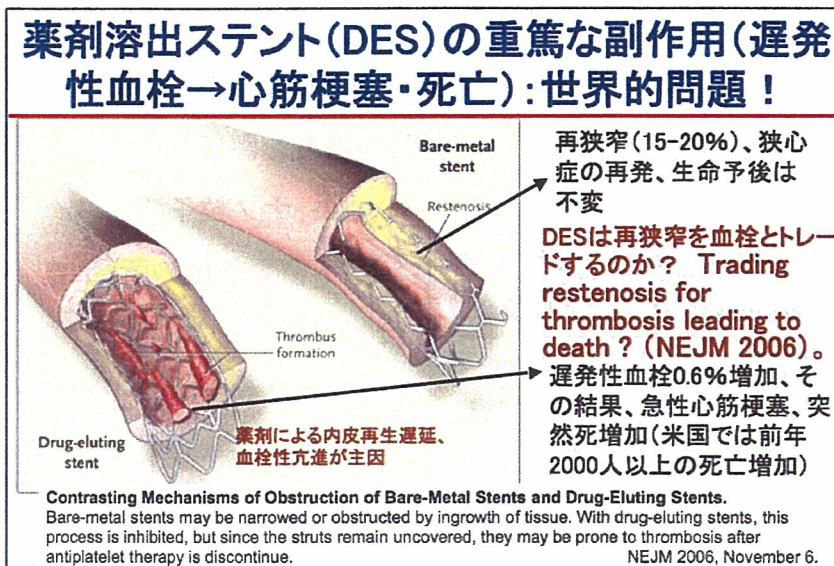 薬剤溶出ステント(DES)の重篤な副作用(遅発
性血栓→心筋梗塞・死亡):世界的問題!
Bare-metal
stent
Restenosis
Thrombus
formation
Drug-eluting
stent
薬剤による内皮再生遅延、
血栓性亢進が主因
再狭窄(15-20%)、狭心
症の再発、生命予後は
不変
DESは再狭窄を血栓とトレー
ドするのか? Trading
restenosis for
thrombosis leading to
death ? (NEJM 2006)。
遅発性血栓0.6%増加、そ
の結果、急性心筋梗塞、突
然死増加(米国では前年
2000人以上の死亡増加)
Contrasting Mechanisms of Obstruction of Bare-Metal Stents and Drug-Eluting Stents.
Bare-metal stents may be narrowed or obstructed by ingrowth of tissue. With drug-eluting stents, this
process is inhibited, but since the struts remain uncovered, they may be prone to thrombosis after
antiplatelet therapy is discontinue.
NEJM 2006, November 6.